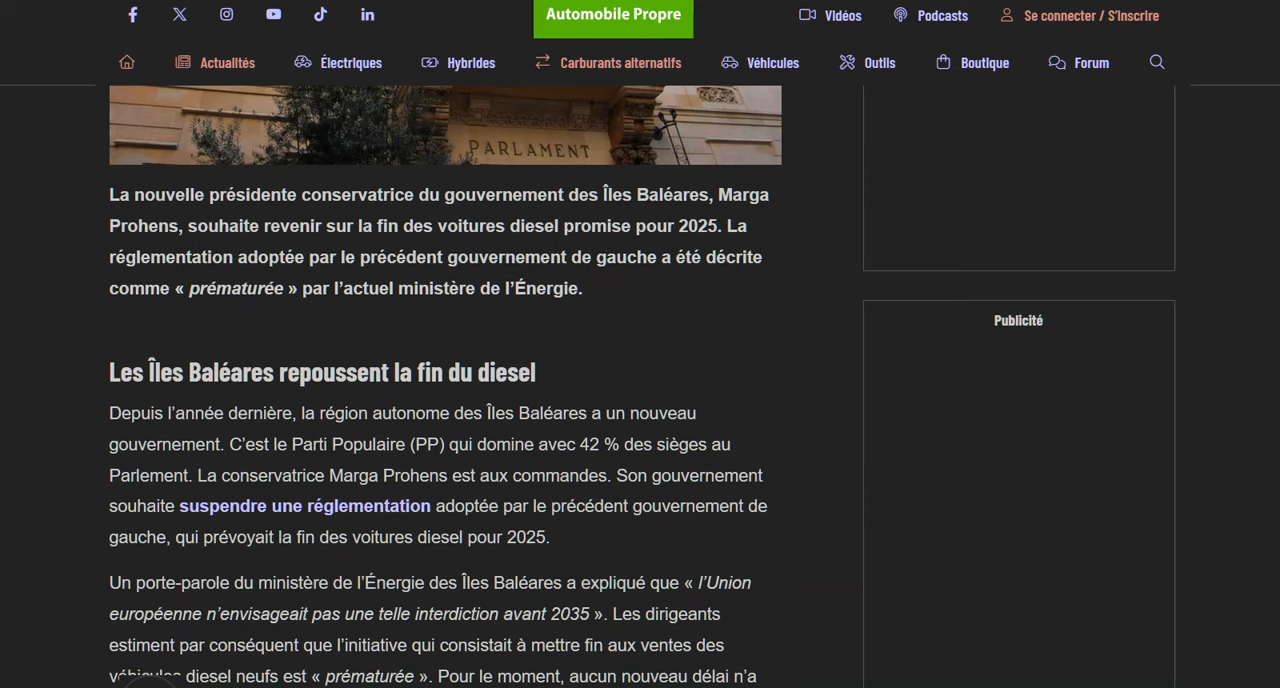 Automobile Propre
Vidéos
Podcasts
Se connecter / S'inscrire
Actualités
Électriques
Hybrides
Carburants alternatifs
Véhicules
Outils
Boutique
Forum
PARLAMENT
La nouvelle présidente conservatrice du gouvernement des Îles Baléares, Marga
Prohens, souhaite revenir sur la fin des voitures diesel promise pour 2025. La
réglementation adoptée par le précédent gouvernement de gauche a été décrite
comme « prématurée » par l’actuel ministère de l’Énergie.
Les Îles Baléares repoussent la fin du diesel
Depuis l’année dernière, la région autonome des Îles Baléares a un nouveau
gouvernement. C’est le Parti Populaire (PP) qui domine avec 42 % des sièges au
Parlement. La conservatrice Marga Prohens est aux commandes. Son gouvernement
souhaite suspendre une réglementation adoptée par le précédent gouvernement de
gauche, qui prévoyait la fin des voitures diesel pour 2025.
Un porte-parole du ministère de l’Énergie des Îles Baléares a expliqué que « l’Union
européenne n’envisageait pas une telle interdiction avant 2035 ». Les dirigeants
estiment par conséquent que l’initiative qui consistait à mettre fin aux ventes des
véhicules diesel neufs est « prématurée ». Pour le moment, aucun nouveau délai n’a
Publicité